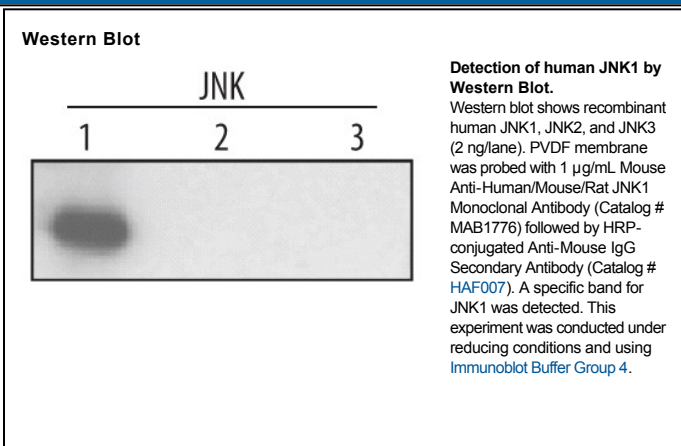 Western Blot
JNK
1 2 3
Detection of human JNK1 by
Western Blot.
Western blot shows recombinant
human JNK1, JNK2, and JNK3
(2 ng/lane). PVDF membrane
was probed with 1 µg/mL Mouse
Anti-Human/Mouse/Rat JNK1
Monoclonal Antibody (Catalog #
MAB1776) followed by HRP-
conjugated Anti-Mouse IgG
Secondary Antibody (Catalog #
HAF007). A specific band for
JNK1 was detected. This
experiment was conducted under
reducing conditions and using
Immunoblot Buffer Group 4.